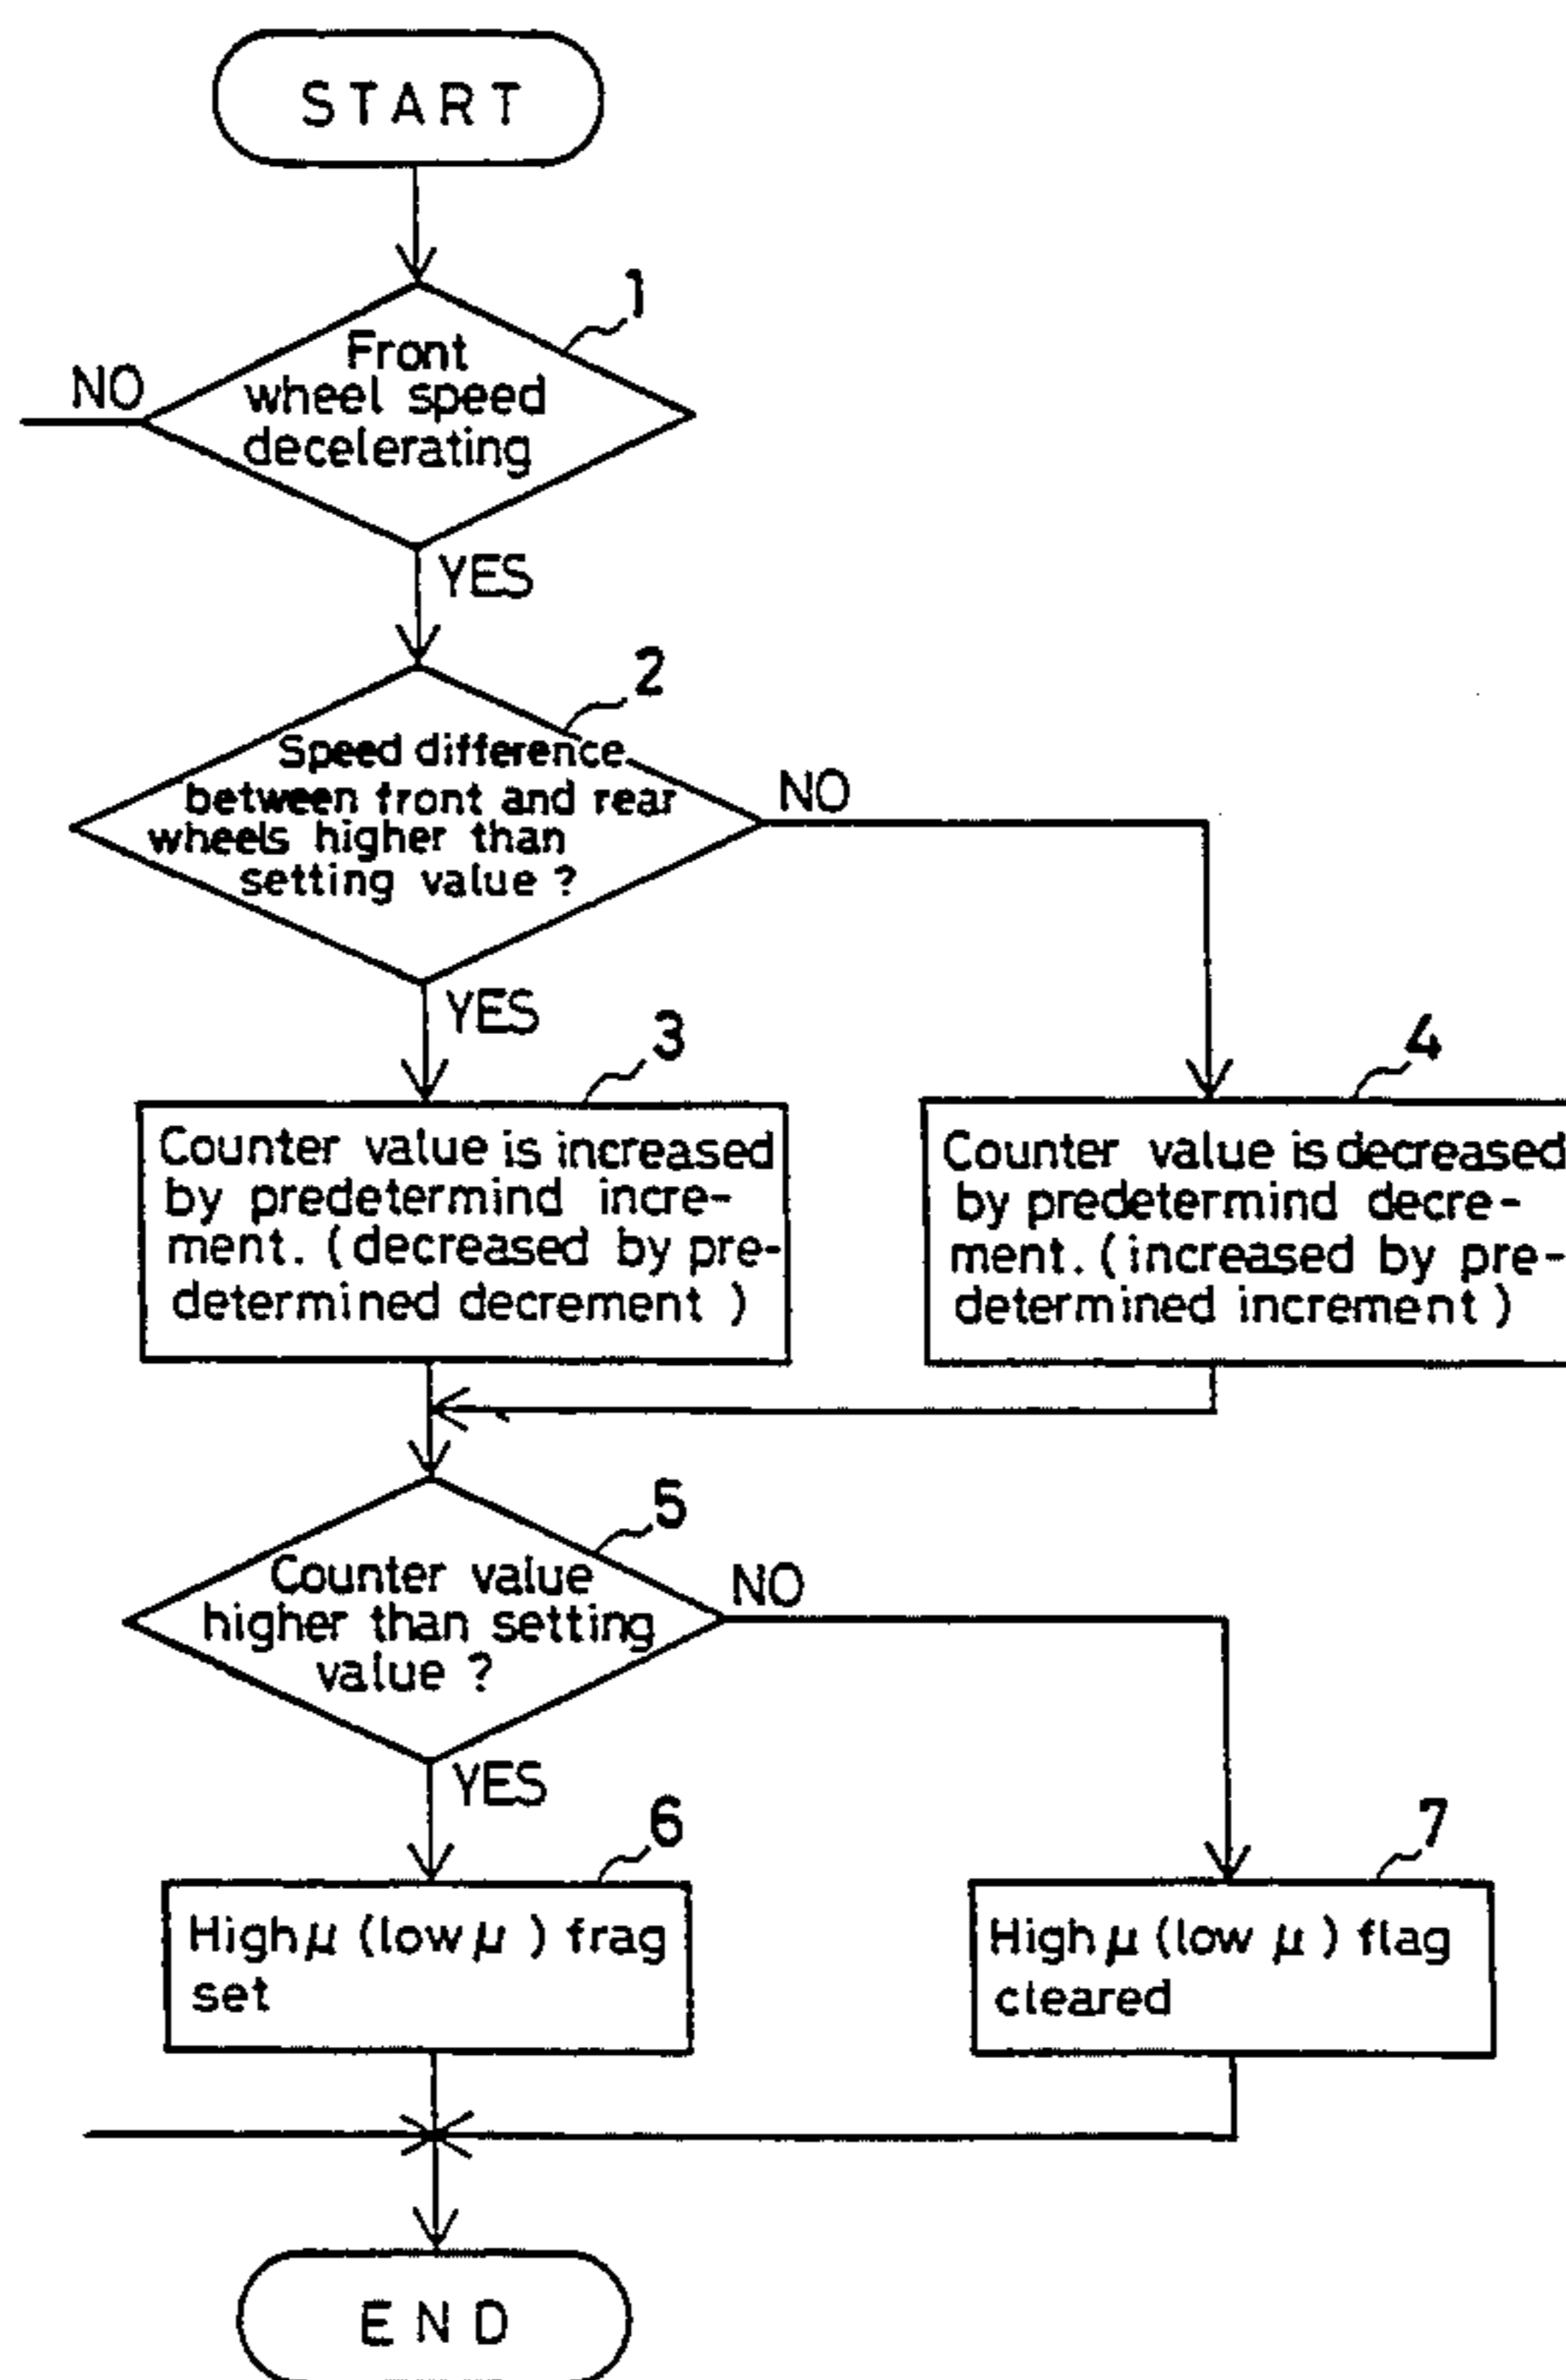 START
1
Front
wheel speed
decelerating
NO
YES
2
Speed difference
between front and rear
wheels higher than
setting value ?
NO
YES
3
Counter value is increased
by predetermind incre-
ment. (decreased by pre-
determined decrement )
4
Counter value is decreased
by predetermind decre-
ment. (increased by pre-
determined increment )
5
Counter value
higher than setting
value ?
NO
YES
6
High μ (low μ ) frag
set
7
High μ (low μ ) flag
cleared
END